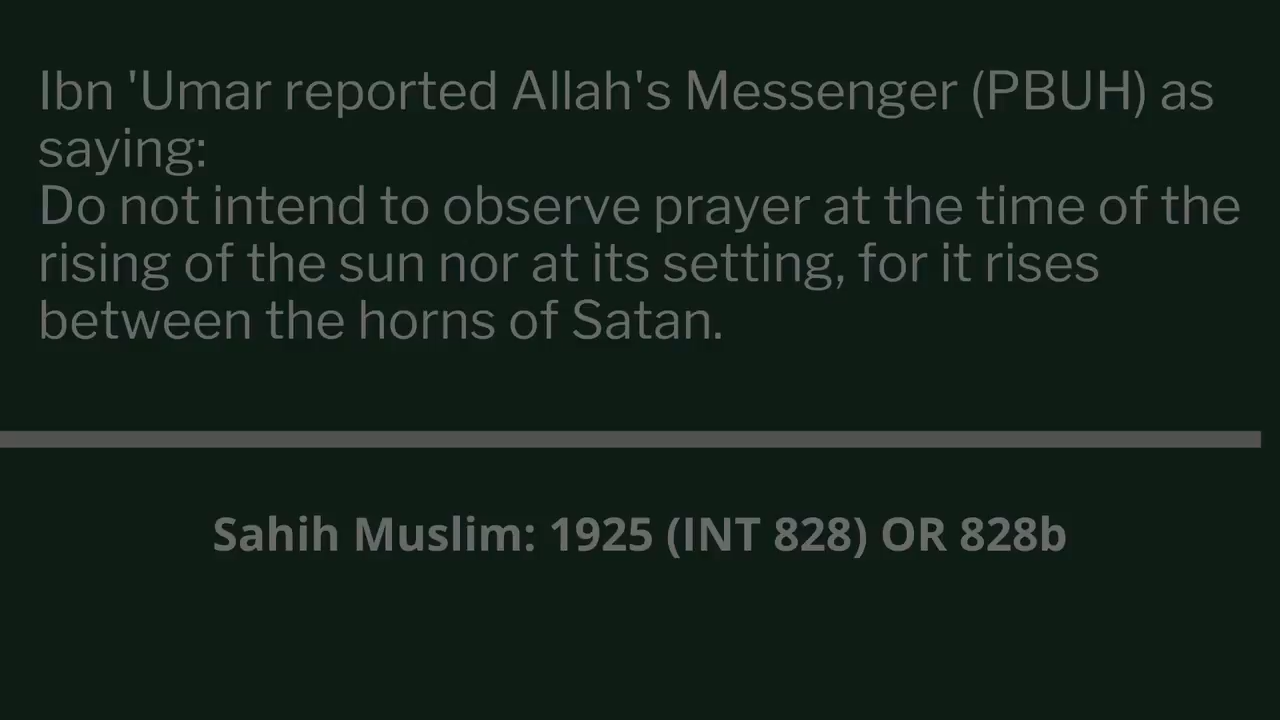 Ibn 'Umar reported Allah's Messenger (PBUH) as
saying:
Do not intend to observe prayer at the time of the
rising of the sun nor at its setting, for it rises
between the horns of Satan.
Sahih Muslim: 1925 (INT 828) OR 828b